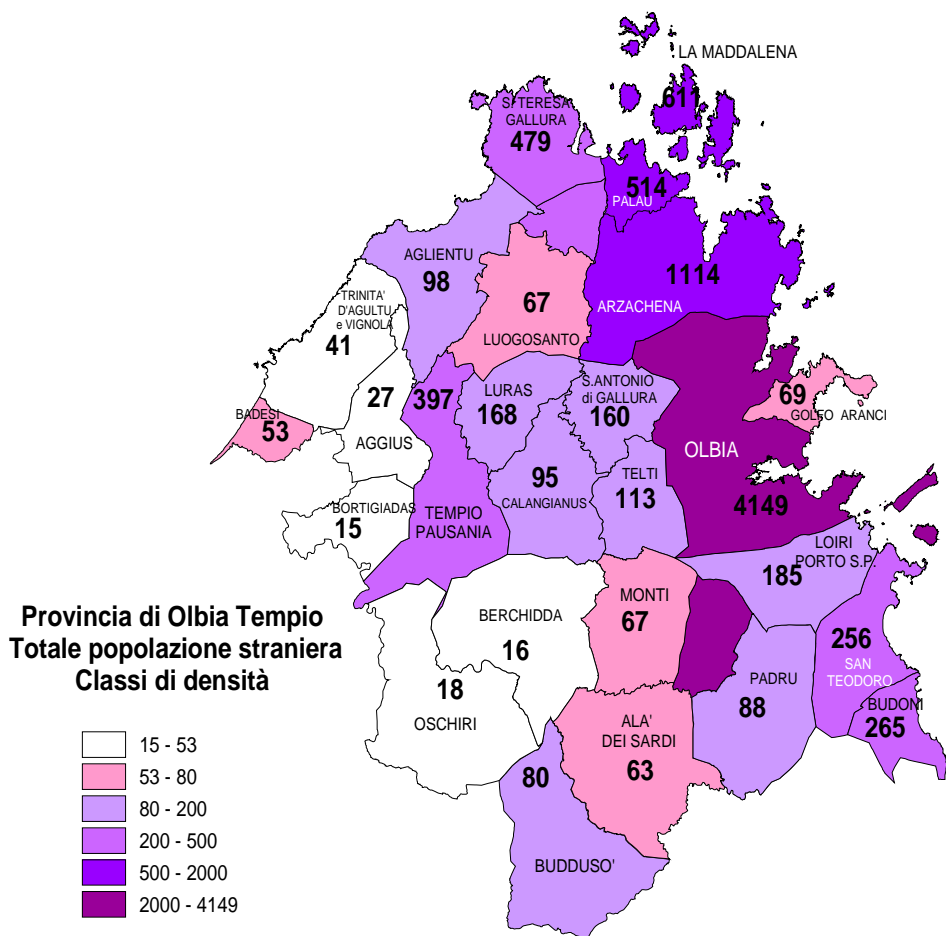 LA MADDALENA
611
S. TERESA
GALLURA
479
514
PALAU
AGLIENTU
98
1114
ARZACHENA
67
LUOGOSANTO
TRINITA'
D'AGULTU
e VIGNOLA
41
27
AGGIUS
397
LURAS
168
S.ANTONIO
di GALLURA
160
69
GOLFO ARANCI
BADESI
53
OLBIA
4149
95
CALANGIANUS
TELTI
113
BORTIGIADAS
15
TEMPIO
PAUSANIA
LOIRI
PORTO S.P.
185
Provincia di Olbia Tempio
Totale popolazione straniera
Classi di densità
BERCHIDDA
16
MONTI
67
256
SAN
TEODORO
18
OSCHIRI
PADRU
88
BUDONI
265
ALA'
DEI SARDI
63
80
BUDDUSO'
15 - 53
53 - 80
80 - 200
200 - 500
500 - 2000
2000 - 4149